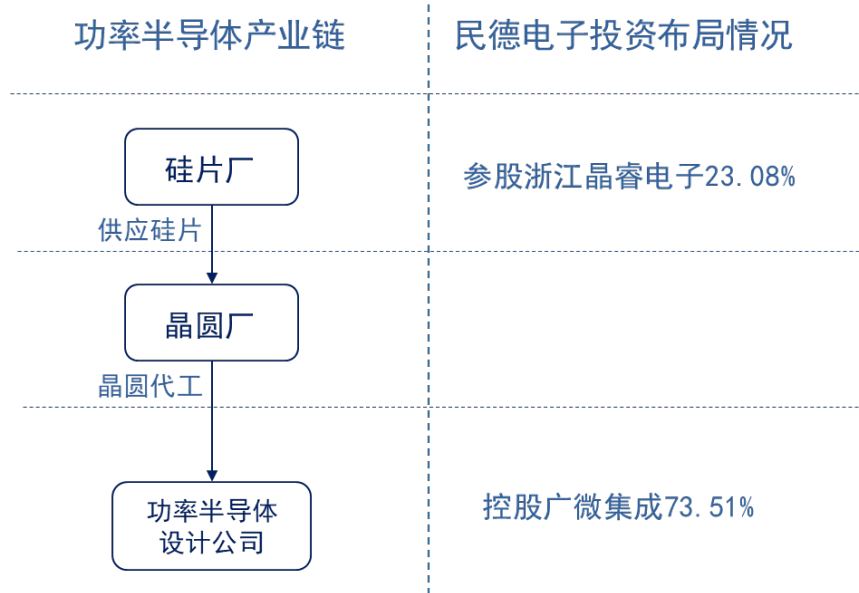 功率半导体产业链
民德电子投资布局情况
硅片厂
参股浙江晶睿电子23.08%
供应硅片
晶圆厂
晶圆代工
功率半导体
设计公司
控股广微集成73.51%